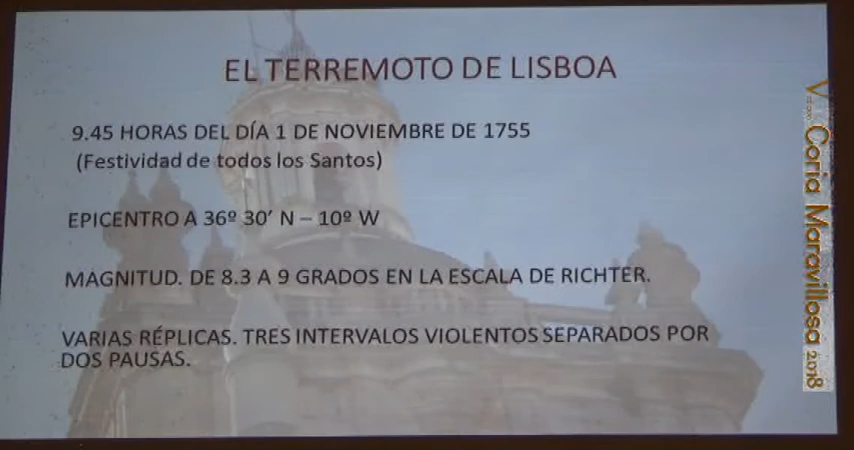 EL TERREMOTO DE LISBOA
9.45 HORAS DEL DÍA 1 DE NOVIEMBRE DE 1755
(Festividad de todos los Santos)
EPICENTRO A 36º 30' N – 10º W
MAGNITUD. DE 8.3 A 9 GRADOS EN LA ESCALA DE RICHTER.
VARIAS RÉPLICAS. TRES INTERVALOS VIOLENTOS SEPARADOS POR
DOS PAUSAS.
Coria Maravillosa 2018